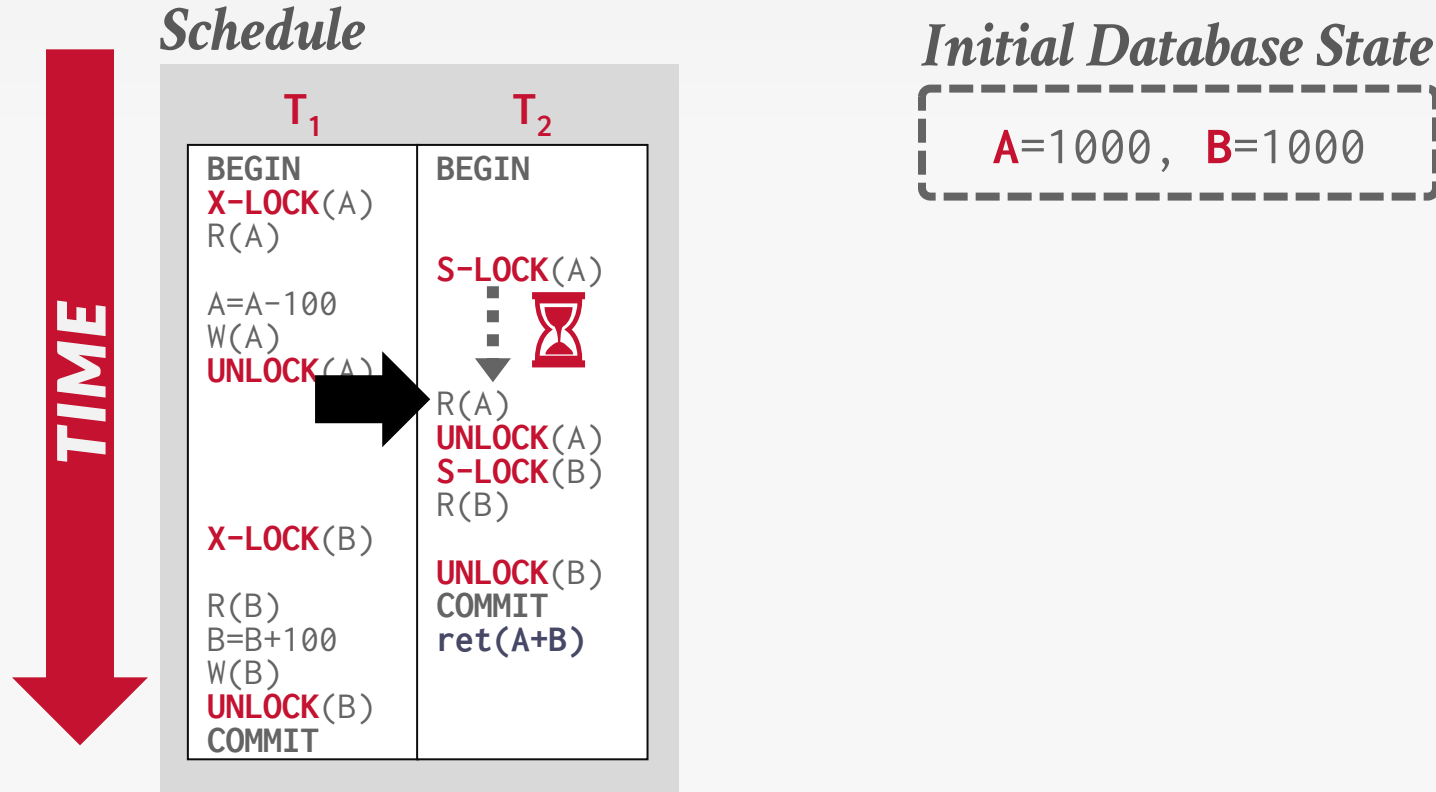 Schedule
Initial Database State
TIME
T1 T2
A=1000, B=1000
BEGIN BEGIN
X-LOCK(A)
R(A)
S-LOCK(A)
A=A-100
W(A)
UNLOCK(A)
R(A)
UNLOCK(A)
S-LOCK(B)
R(B)
X-LOCK(B)
UNLOCK(B)
R(B) COMMIT
B=B+100 ret(A+B)
W(B)
UNLOCK(B)
COMMIT